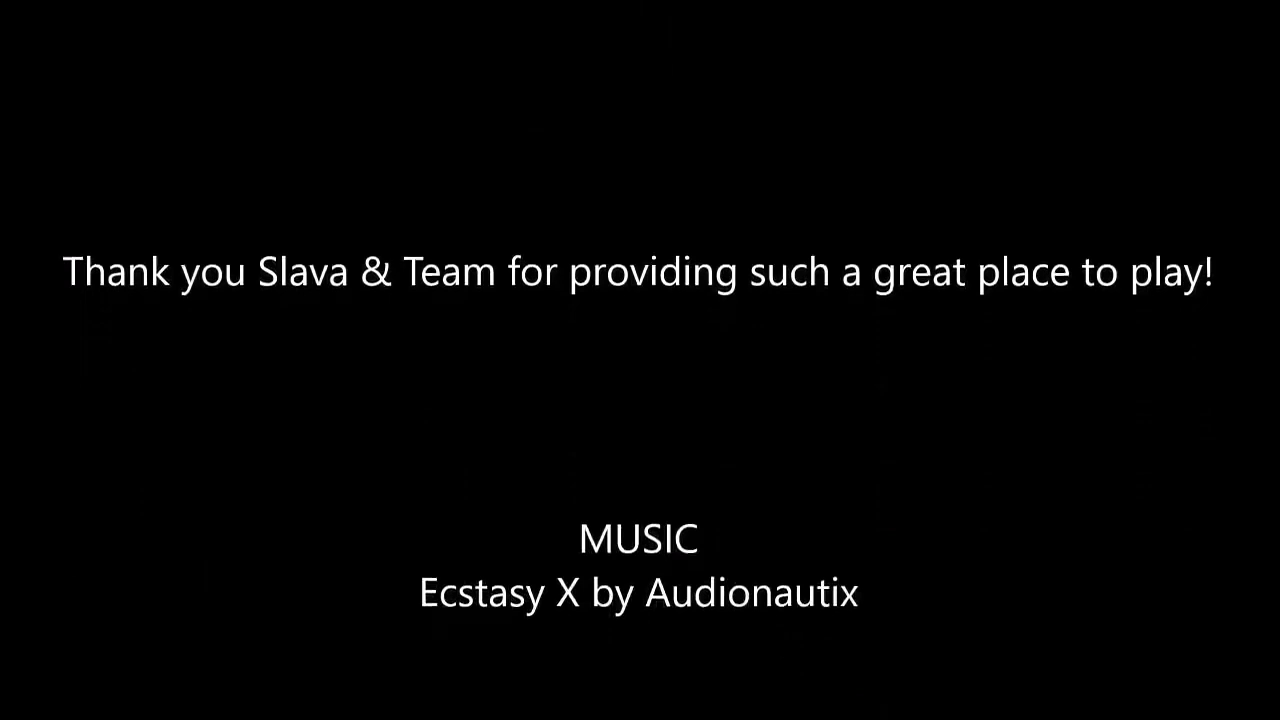 Thank you Slava & Team for providing such a great place to play!
MUSIC
Ecstasy X by Audionautix